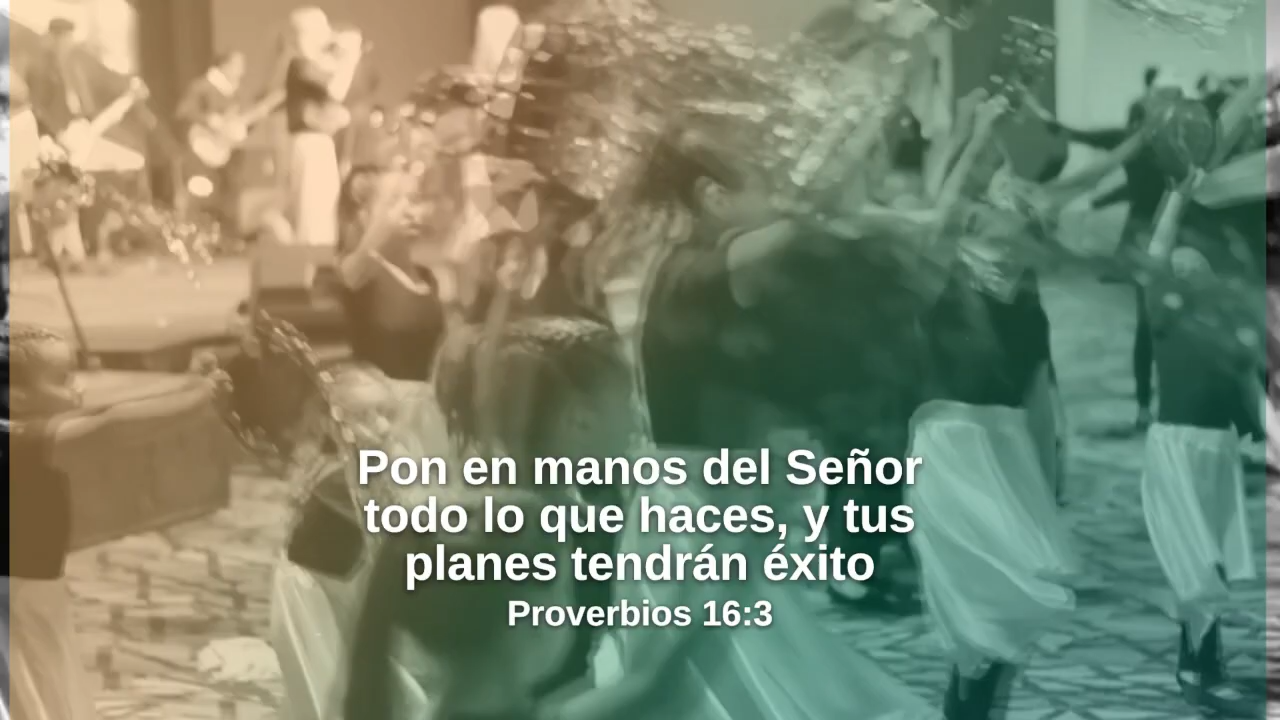 Pon en manos del Señor
todo lo que haces, y tus
planes tendrán éxito
Proverbios 16:3